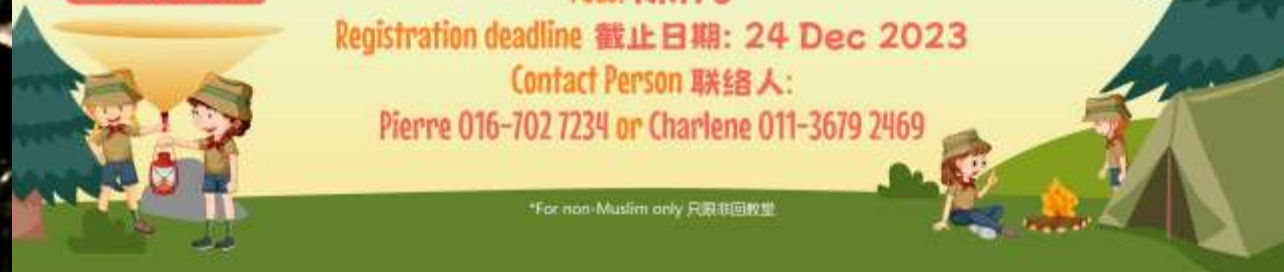 Registration deadline 截止日期: 24 Dec 2023
Contact Person 联络人:
Pierre 016-702 7234 or Charlene 011-3679 2469
*For non-Muslim only 只限非回教堂